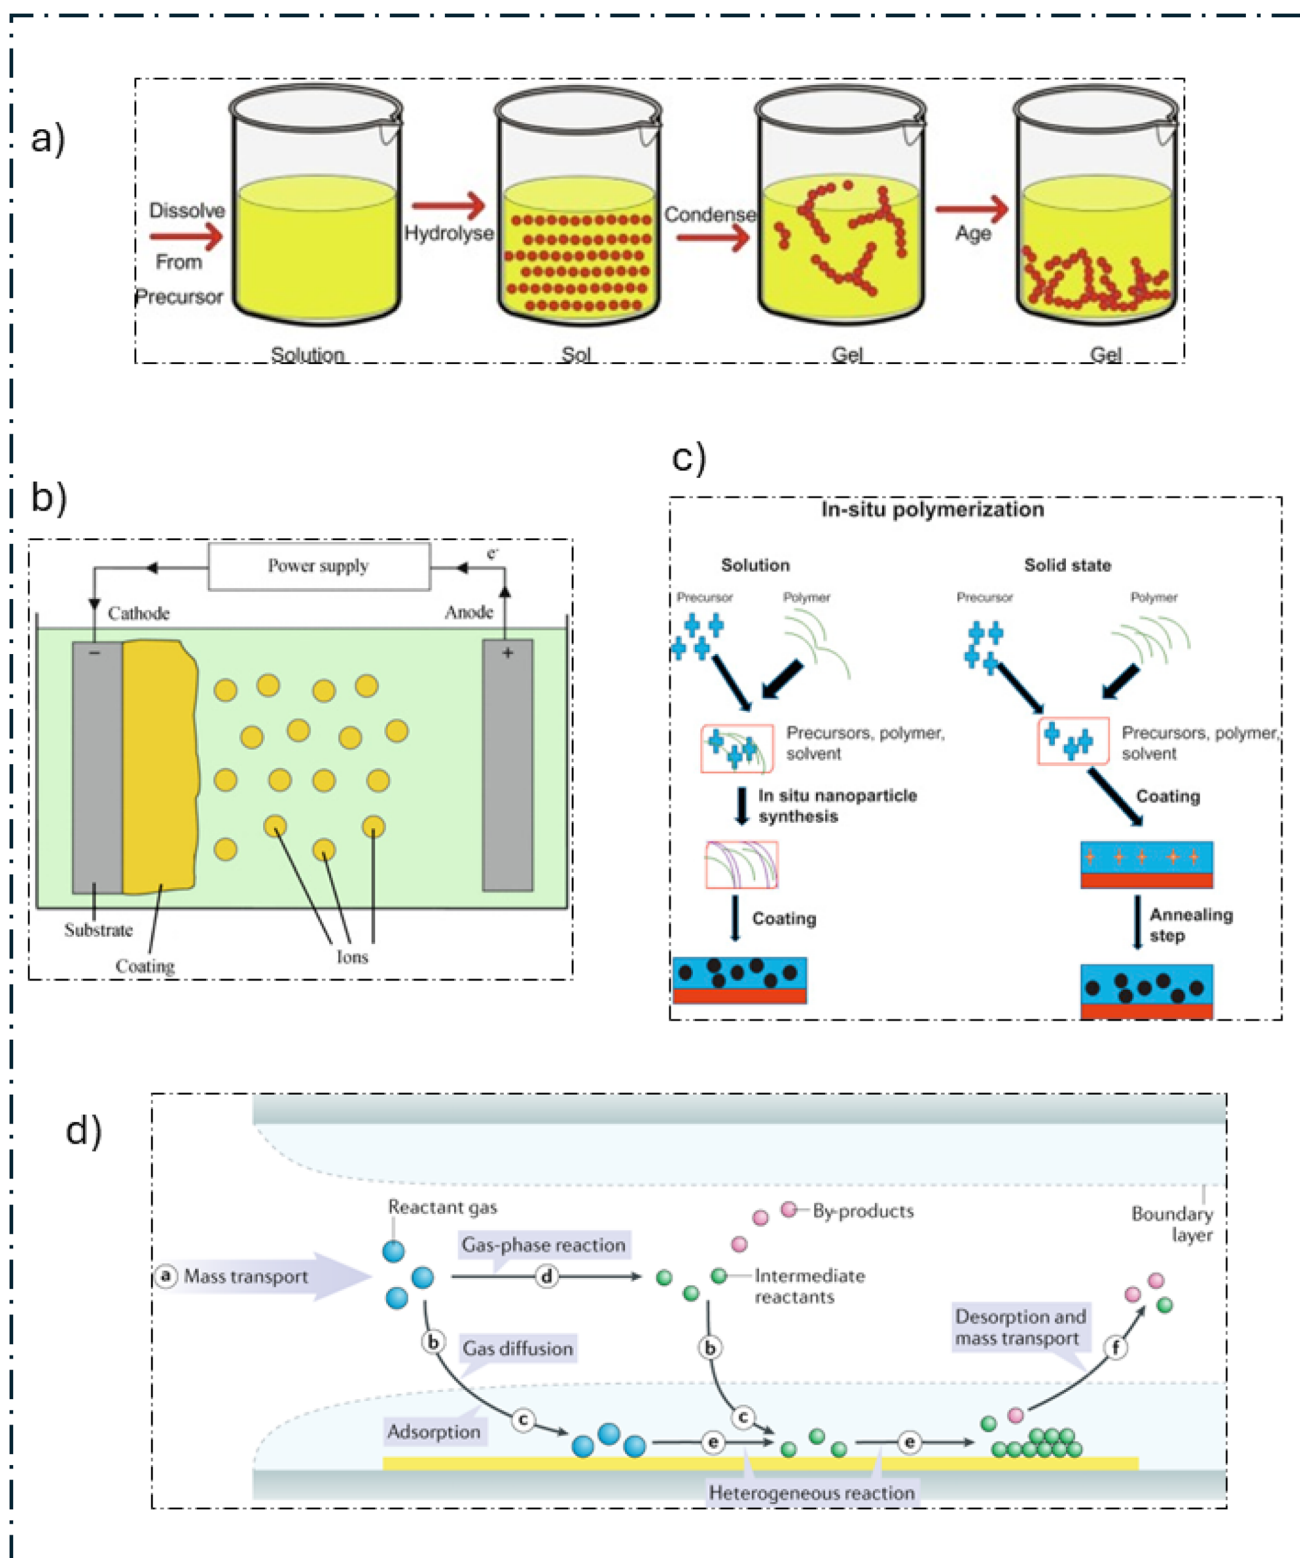 a)
Dissolve
From
Precursor
Hydrolyse
Condense
Age
Solution
Sol
Gel
Gel
b)
Power supply
e-
Cathode
Anode
−
+
Substrate
Coating
Ions
c)
In-situ polymerization
Solution
Precursor
Polymer
Precursors, polymer,
solvent
In situ nanoparticle
synthesis
Coating
Solid state
Precursor
Polymer
Precursors, polymer,
solvent
Coating
Annealing
step
d)
Reactant gas
a Mass transport
Gas-phase reaction
d
By-products
Intermediate
reactants
Boundary
layer
b
Gas diffusion
b
Desorption and
mass transport
f
Adsorption
c
c
e
e
Heterogeneous reaction